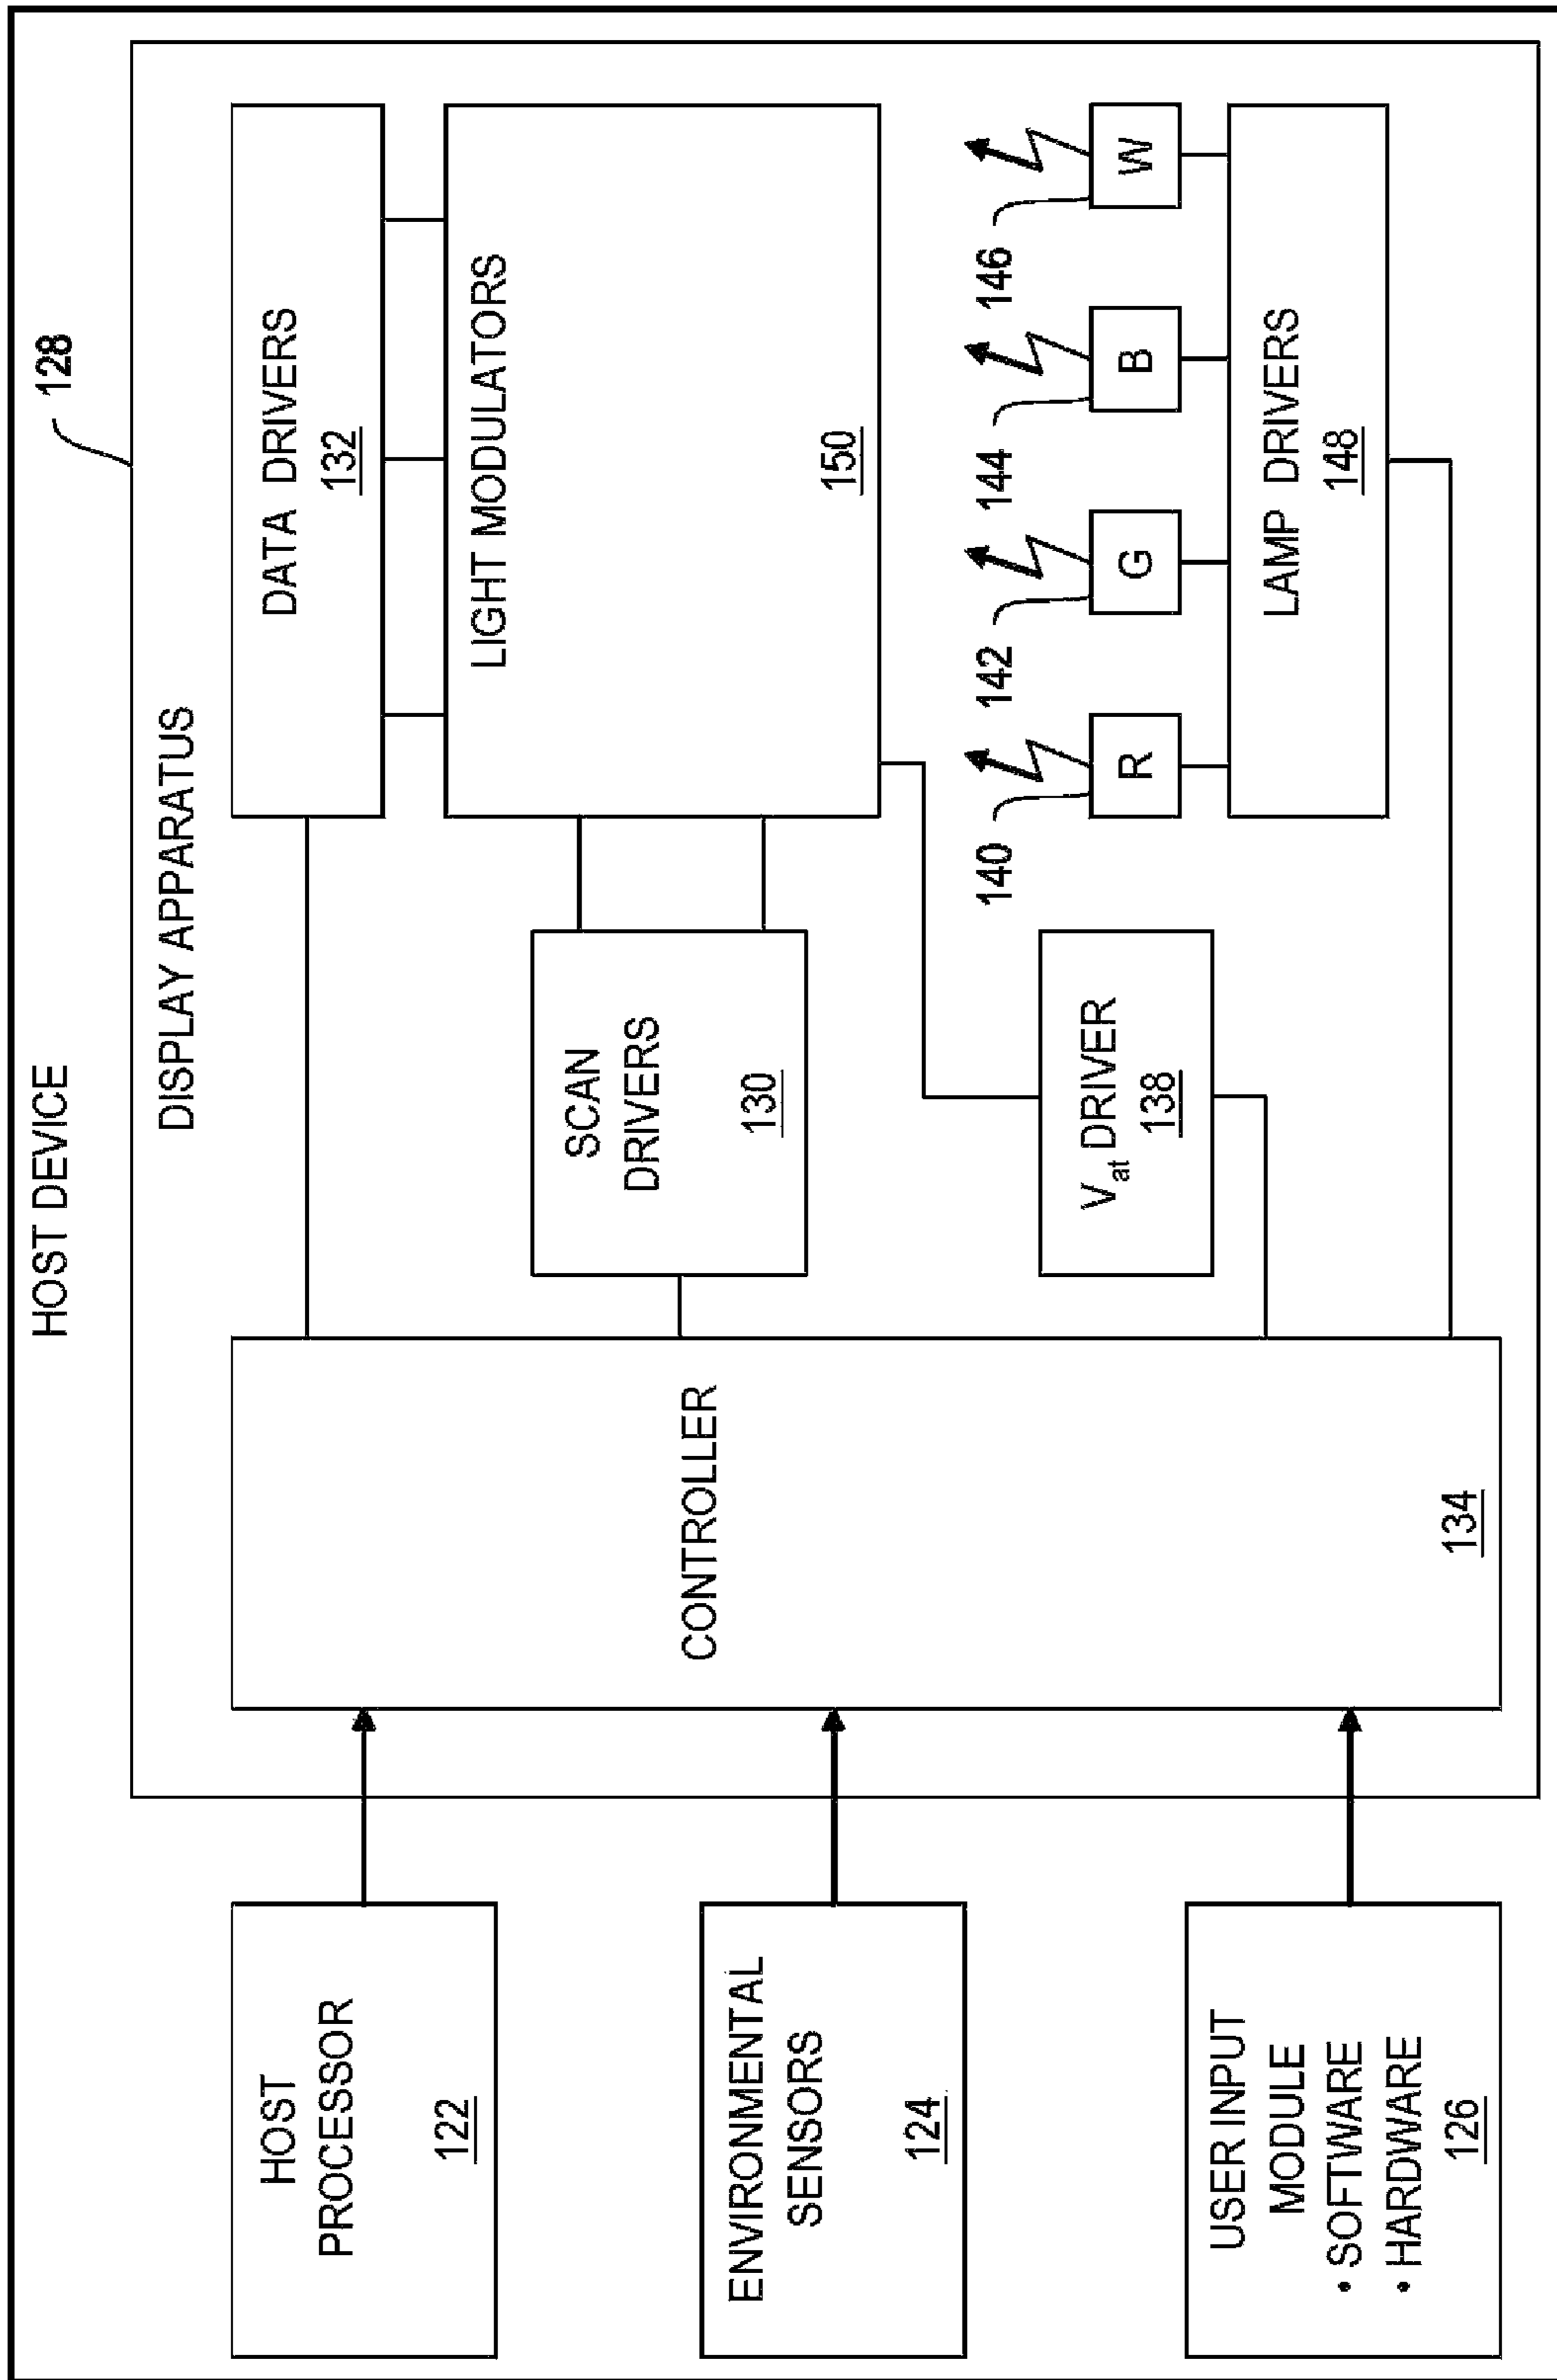 HOST DEVICE
128
DISPLAY APPARATUS
HOST
PROCESSOR
122
ENVIRONMENTAL
SENSORS
124
USER INPUT
MODULE
• SOFTWARE
• HARDWARE
126
CONTROLLER
134
SCAN
DRIVERS
130
Vat DRIVER
138
DATA DRIVERS
132
LIGHT MODULATORS
150
140
142
144
146
R
G
B
W
LAMP DRIVERS
148